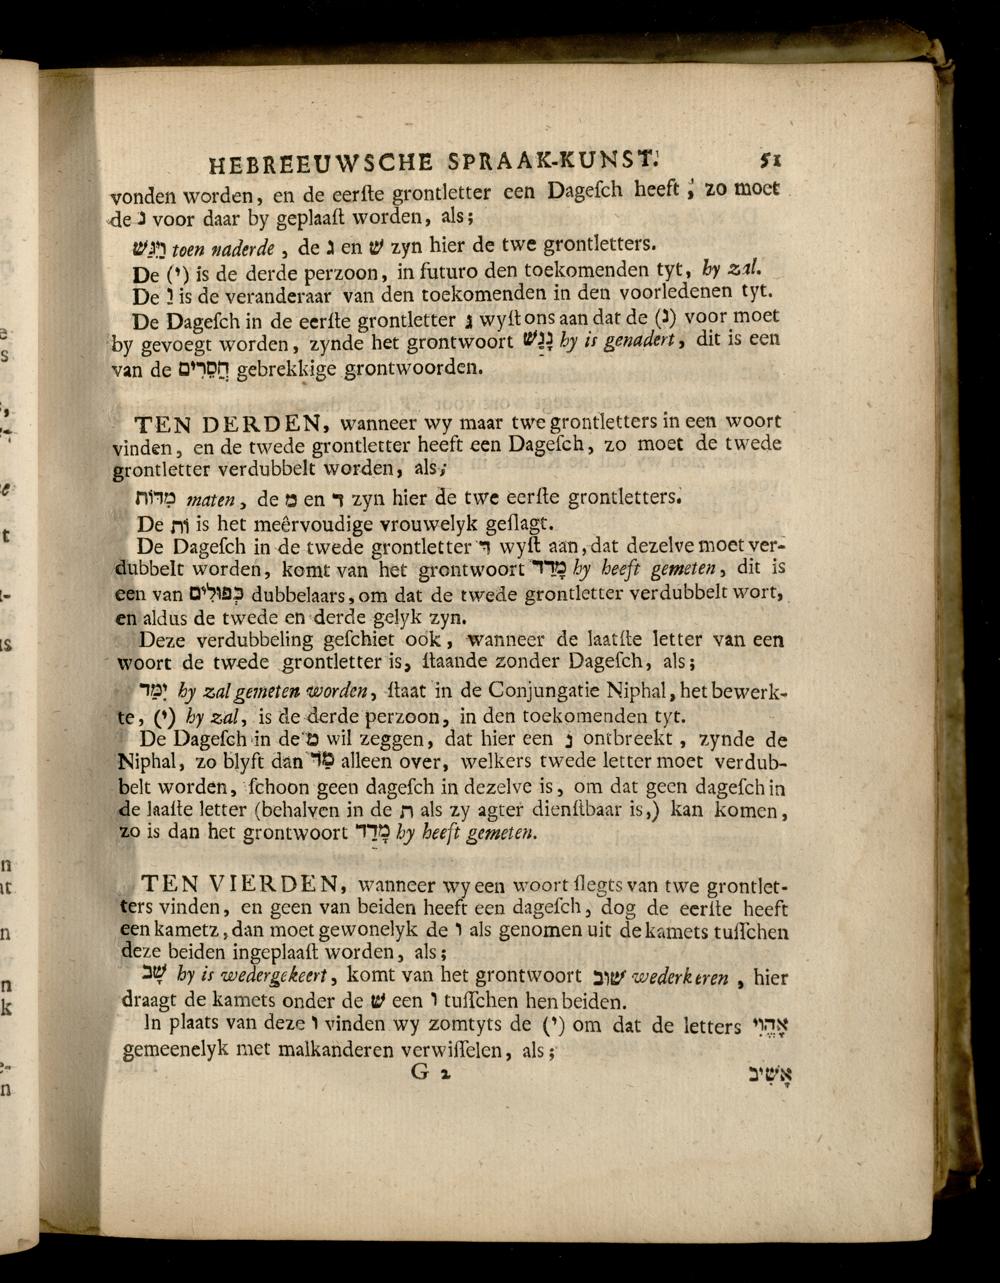 HEBREEUWSCHE SPRAAK-KUNST. 51
vonden worden, en de eerſte grontletter een Dageſch heeft, zo moet
de נ voor daar by geplaaſt worden, als;
וַיִּגַּשׁ toen naderde, de ג en ש zyn hier de twe grontletters.
De (י) is de derde perzoon, in futuro den toekomenden tyt, hy zal.
De וַ is de veranderaar van den toekomenden in den voorledenen tyt.
De Dageſch in de eerſte grontletter ג wyſt ons aan dat de (נ) voor moet
by gevoegt worden, zynde het grontwoort נָגַשׁ hy is genadert, dit is een
van de חֲסֵרִים gebrekkige grontwoorden.
TEN DERDEN, wanneer wy maar twe grontletters in een woort
vinden, en de twede grontletter heeft een Dageſch, zo moet de twede
grontletter verdubbelt worden, als;
מִדּוֹת maten, de מ en ד zyn hier de twe eerſte grontletters.
De וֹת is het meêrvoudige vrouwelyk geſlagt.
De Dageſch in de twede grontletter ד wyſt aan, dat dezelve moet ver-
dubbelt worden, komt van het grontwoort מָדַד hy heeft gemeten, dit is
een van כְּפוּלִים dubbelaars, om dat de twede grontletter verdubbelt wort,
en aldus de twede en derde gelyk zyn.
Deze verdubbeling geſchiet ook, wanneer de laatſte letter van een
woort de twede grontletter is, ſtaande zonder Dageſch, als;
יִמַּד hy zal gemeten worden, ſtaat in de Conjungatie Niphal, het bewerk-
te, (י) hy zal, is de derde perzoon, in den toekomenden tyt.
De Dageſch in de מ wil zeggen, dat hier een נ ontbreekt, zynde de
Niphal, zo blyft dan מַד alleen over, welkers twede letter moet verdub-
belt worden, ſchoon geen dageſch in dezelve is, om dat geen dageſch in
de laaſte letter (behalven in de ת als zy agter dienſtbaar is,) kan komen,
zo is dan het grontwoort מָדַד hy heeft gemeten.
TEN VIERDEN, wanneer wy een woort ſlegts van twe grontlet-
ters vinden, en geen van beiden heeft een dageſch, dog de eerſte heeft
een kametz, dan moet gewonelyk de ו als genomen uit de kamets tuſſchen
deze beiden ingeplaaſt worden, als;
שָׁב hy is wedergekeert, komt van het grontwoort שׁוּב wederkeren, hier
draagt de kamets onder de ש een ו tuſſchen hen beiden.
In plaats van deze ו vinden wy zomtyts de (י) om dat de letters אֶהֱוִי
gemeenelyk met malkanderen verwiſſelen, als;
G 2 אָשִׁיב